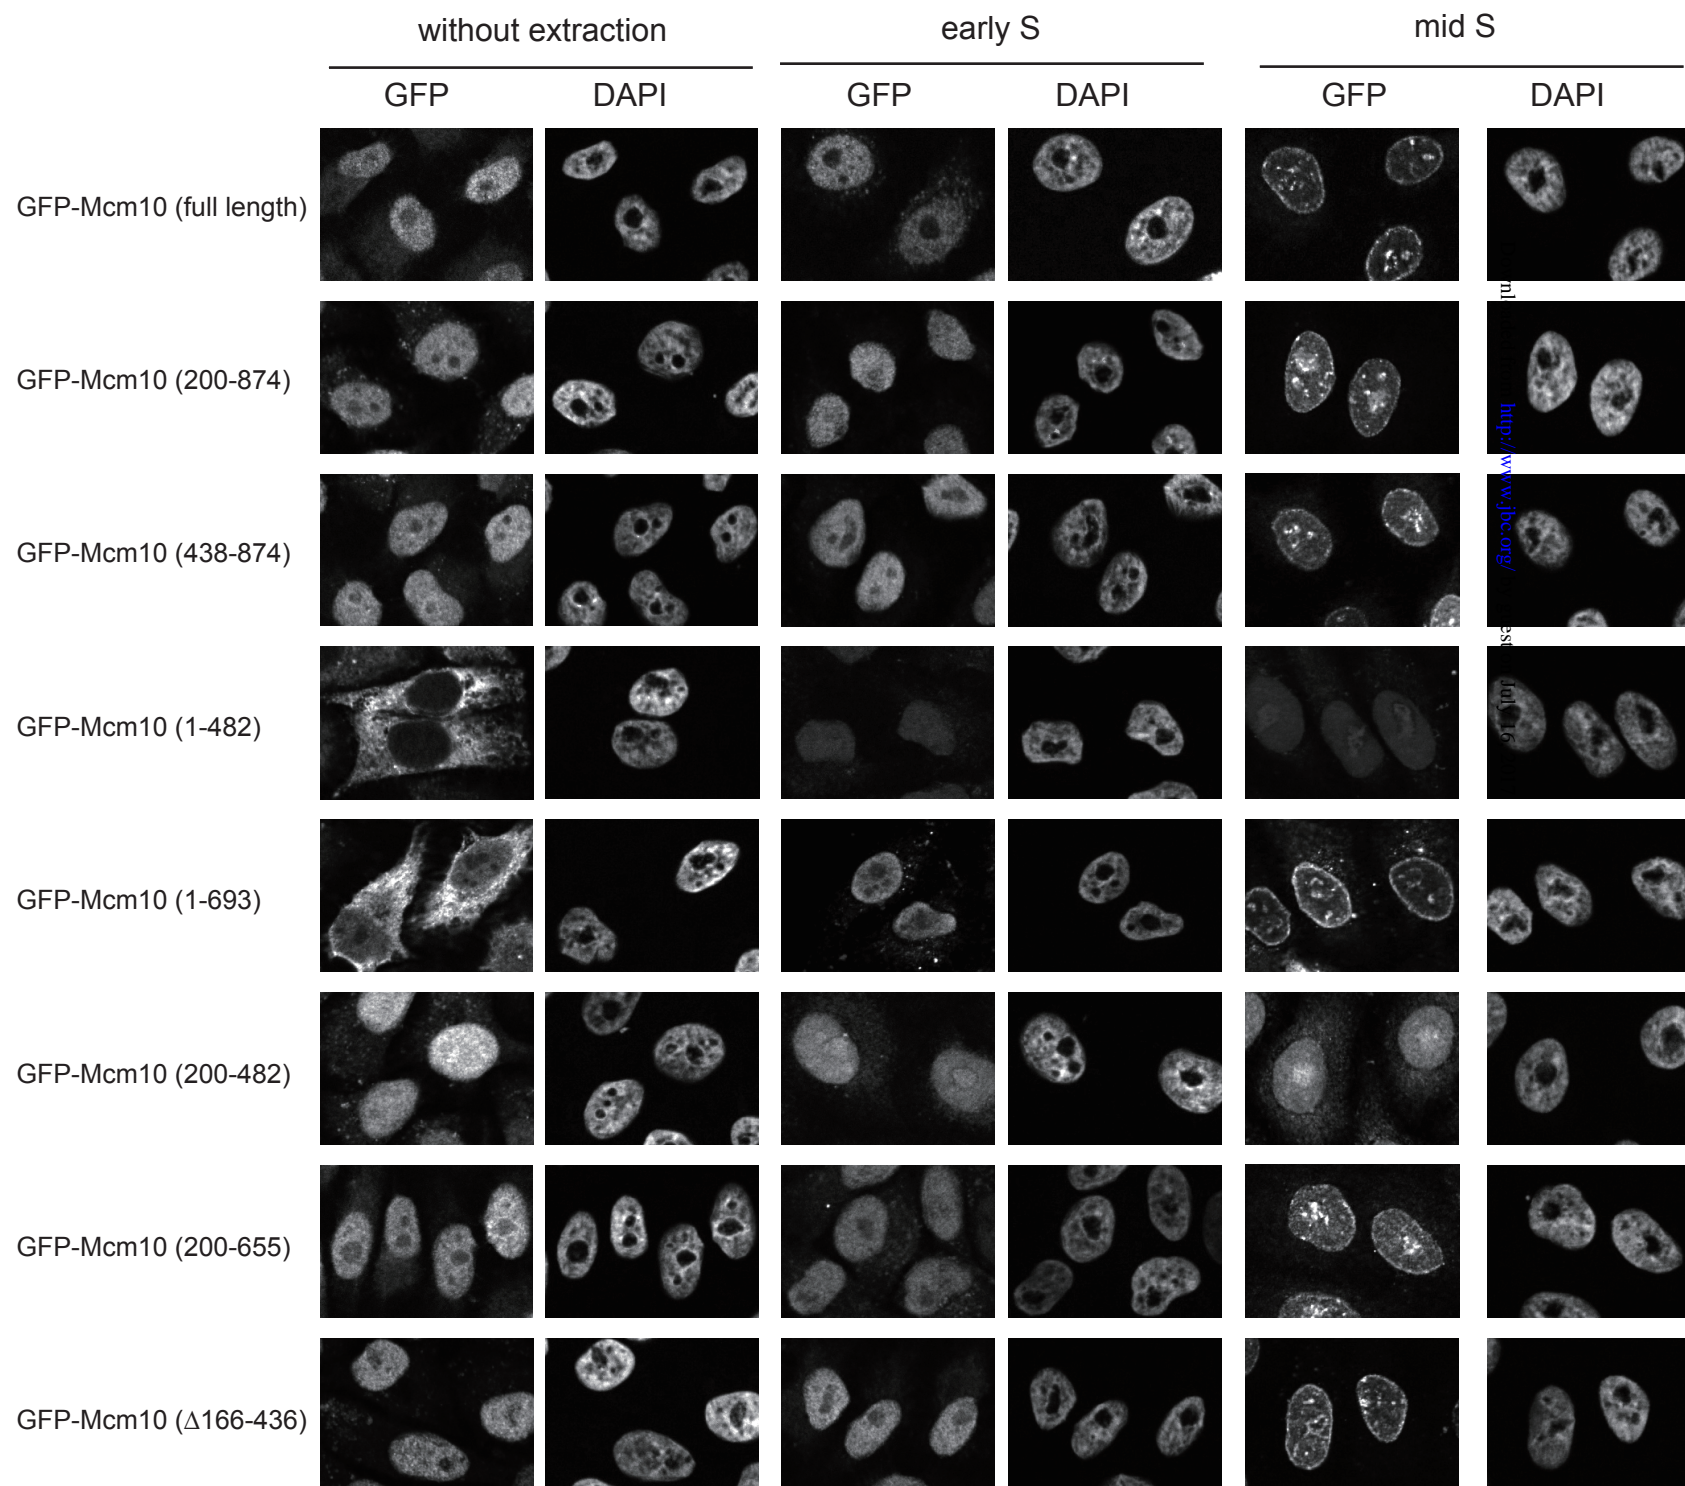 without extraction
early S
mid S
GFP
DAPI
GFP
DAPI
GFP
DAPI
GFP-Mcm10 (full length)
GFP-Mcm10 (200-874)
GFP-Mcm10 (438-874)
GFP-Mcm10 (1-482)
GFP-Mcm10 (1-693)
GFP-Mcm10 (200-482)
GFP-Mcm10 (200-655)
GFP-Mcm10 (Δ166-436)
http://www.jbc.org/
July 16